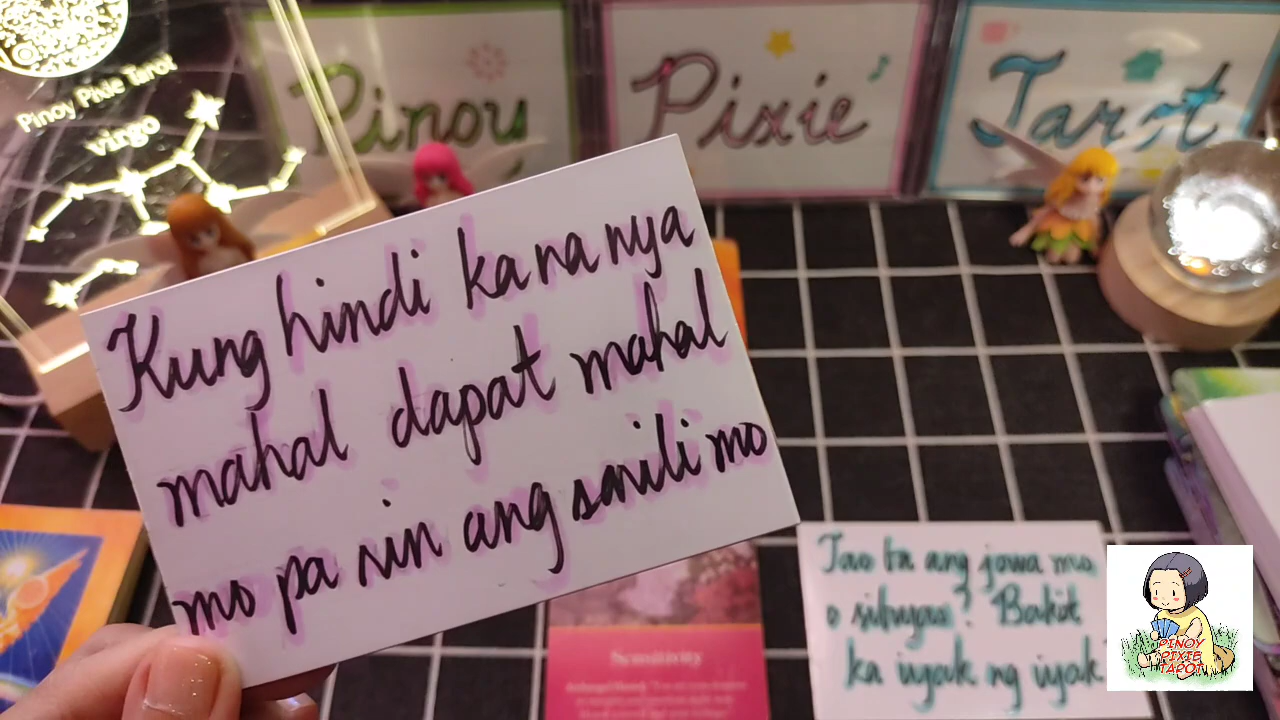 Pinoy Pixie Tarot
virgo
Pinoy
Pixie
Tarot
Kung hindi ka na nya
mahal dapat mahal
mo pa rin ang sarili mo
Tao ba ang jowa mo
o sibuyas? Bakit
ka iyak ng iyak
Sensitivity
PINOY
PIXIE
TAROT